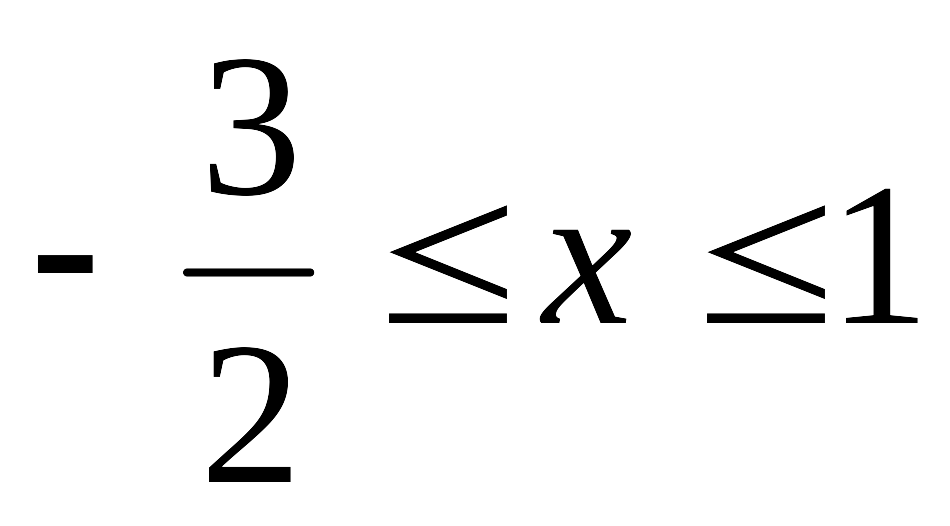 - 3/2 ≤ x ≤ 1